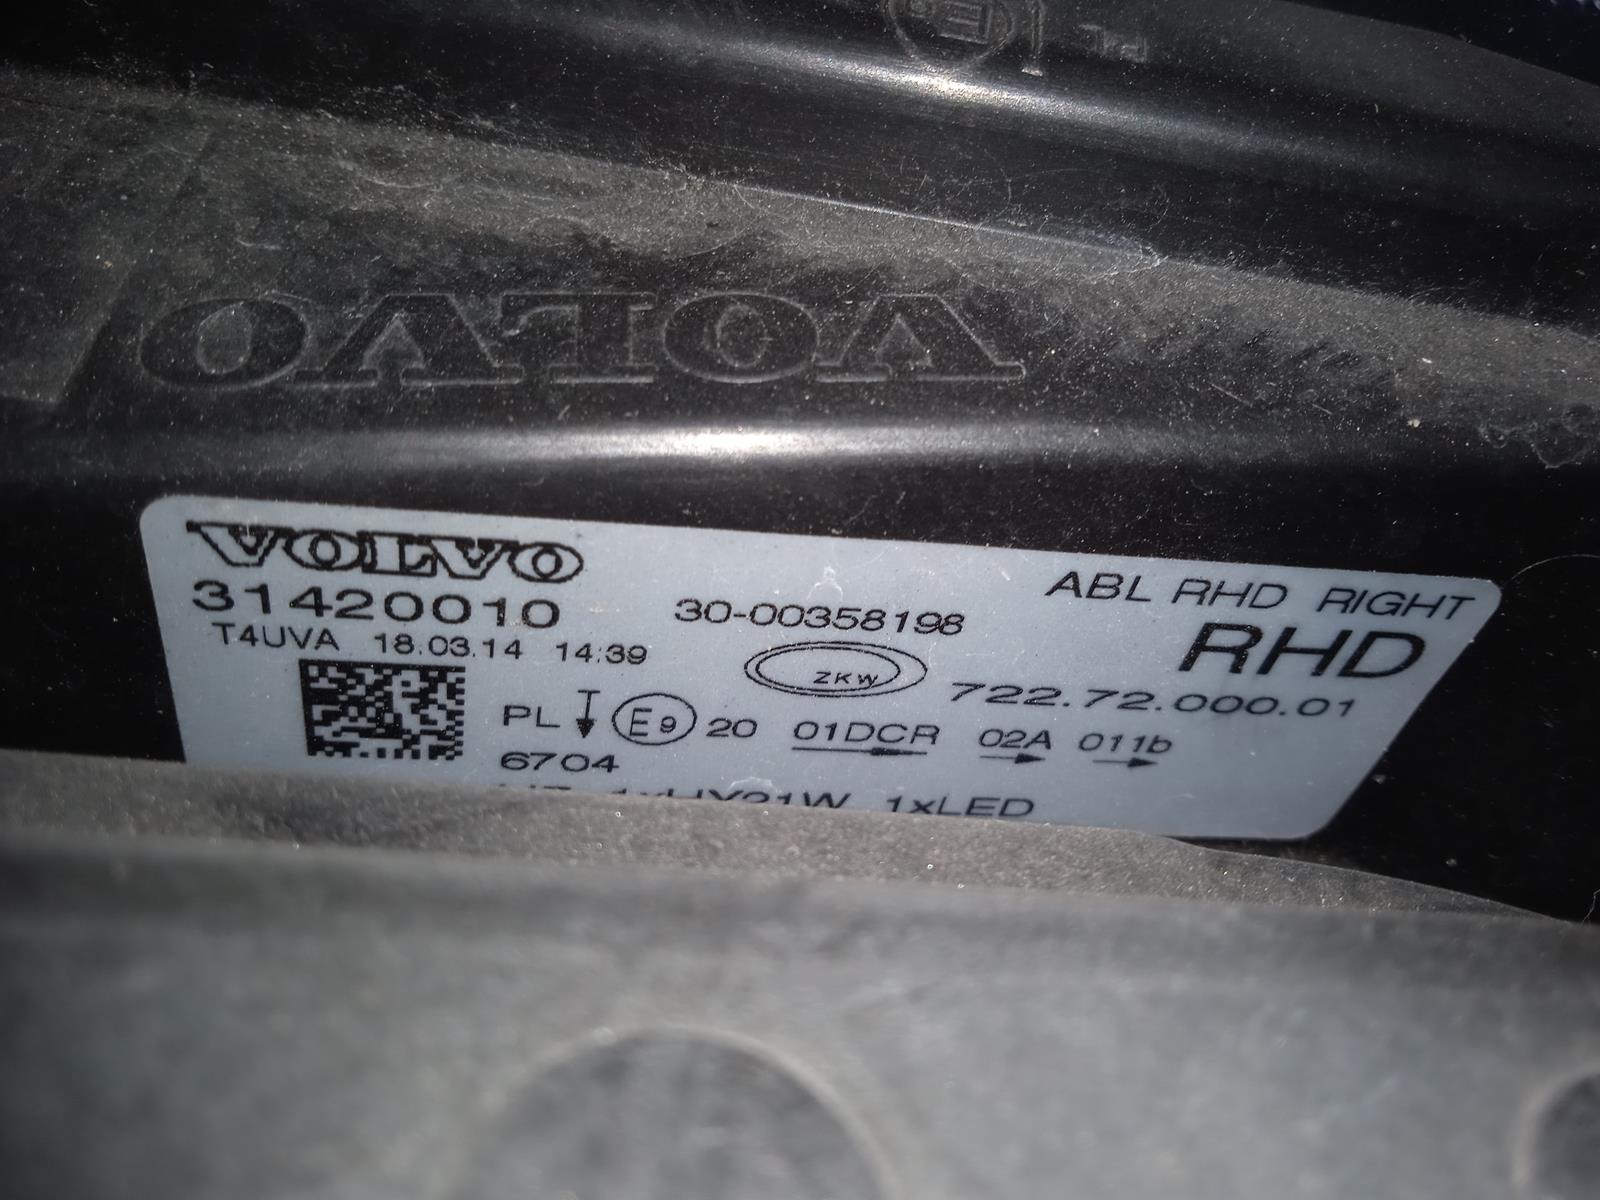 VOLVO
VOLVO
31420010
30-00358198
ABL RHD RIGHT
RHD
T4UVA 18.03.14 14:39
ZKW
722.72.000.01
PL E9 20 01DCR 02A 011b
6704
1xHY21W 1xLED